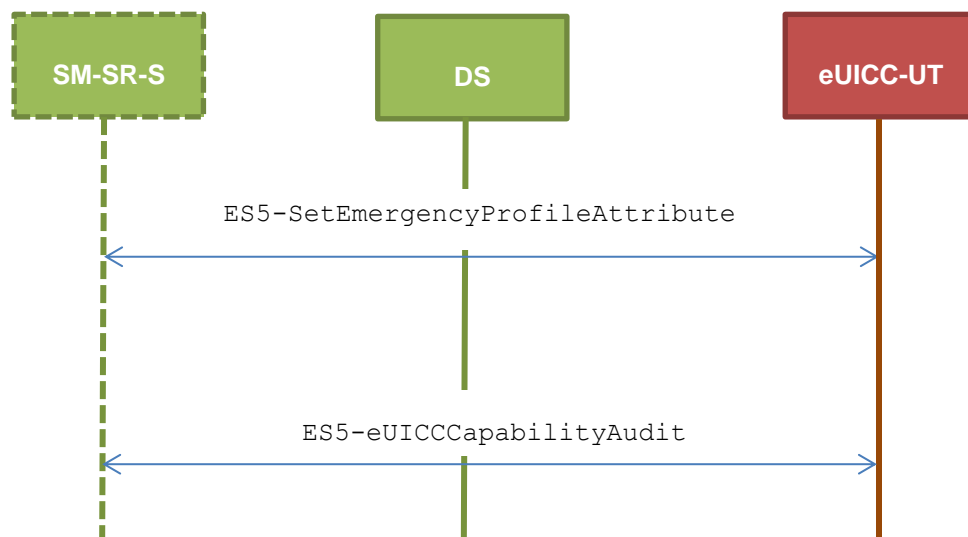 SM-SR-S
DS
eUICC-UT
ES5-SetEmergencyProfileAttribute
ES5-eUICCCapabilityAudit